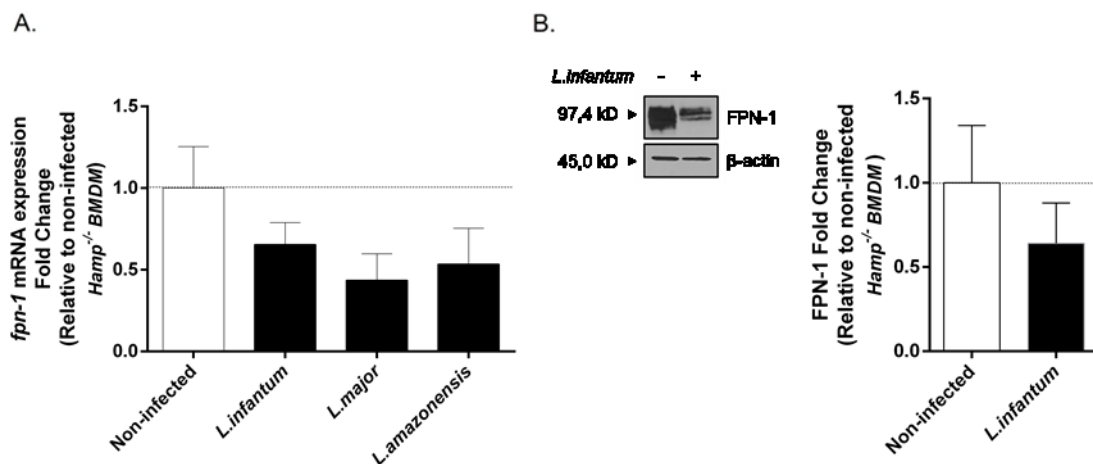 A.
fpn-1 mRNA expression
Fold Change
(Relative to non-infected
Hamp-/- BMDM)
1.5
1.0
0.5
0.0
Non-infected
L.infantum
L.major
L.amazonensis
B.
L.infantum - +
97,4 kD ► FPN-1
45,0 kD ► β-actin
FPN-1 Fold Change
(Relative to non-infected
Hamp-/- BMDM )
1.5
1.0
0.5
0.0
Non-infected
L.infantum